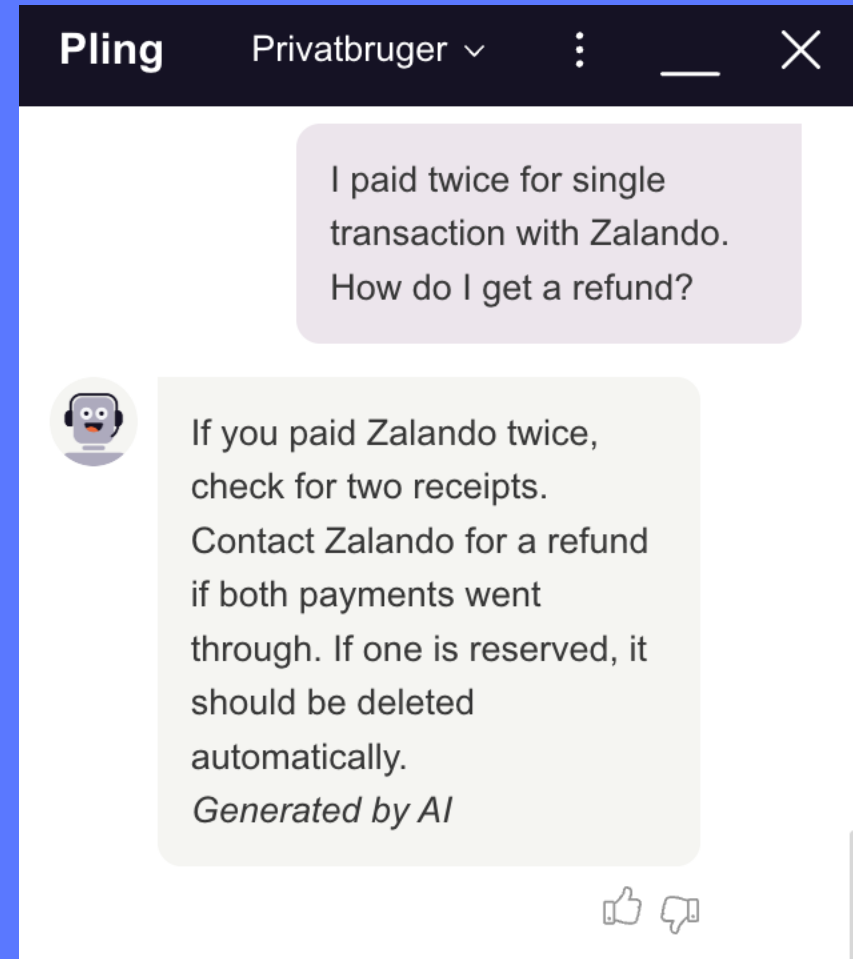 Pling Privatbruger
I paid twice for single
transaction with Zalando.
How do I get a refund?
If you paid Zalando twice,
check for two receipts.
Contact Zalando for a refund
if both payments went
through. If one is reserved, it
should be deleted
automatically.
Generated by AI